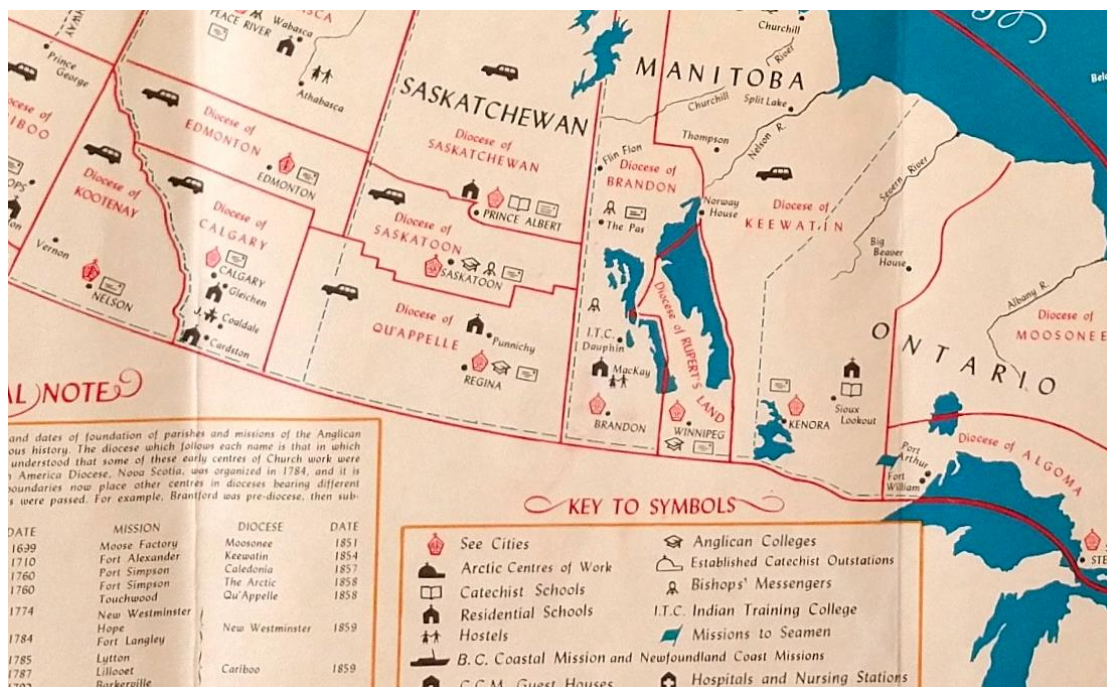 PEACE RIVER
Wabasca
Athabasca
Prince
George
Churchill
River
MANITOBA
Churchill
Split Lake
Nelson R.
Thompson
SASKATCHEWAN
Diocese of
SASKATCHEWAN
PRINCE ALBERT
Diocese of
EDMONTON
EDMONTON
Diocese of
KOOTENAY
Vernon
NELSON
Diocese of
CALGARY
CALGARY
Gleichen
Coaldale
Cardston
Diocese of
SASKATOON
SASKATOON
Diocese of
QU'APPELLE
Punnichy
REGINA
Flin Flon
Diocese of
BRANDON
The Pas
Norway
House
I.T.C.
Dauphin
MacKay
BRANDON
Diocese of RUPERT'S LAND
WINNIPEG
Diocese of
KEEWATIN
Severn River
Big
Beaver
House
Albany R.
Diocese of
MOOSONEE
ONTARIO
Sioux
Lookout
KENORA
Port
Arthur
Fort
William
Diocese of ALGOMA
NOTE
and dates of foundation of parishes and missions of the Anglican
ous history. The diocese which follows each name is that in which
understood that some of these early centres of Church work were
America Diocese, Nova Scotia, was organized in 1784, and it is
boundaries now place other centres in dioceses bearing different
were passed. For example, Brantford was pre-diocese, then sub-
DATE MISSION DIOCESE DATE
1699 Moose Factory Moosonee 1851
1710 Fort Alexander Keewatin 1854
1760 Port Simpson Caledonia 1857
1760 Fort Simpson The Arctic 1858
Touchwood Qu'Appelle 1858
1774 New Westminster
Hope New Westminster 1859
1784 Fort Langley
1785 Lytton
1787 Lillooet Cariboo 1859
Barkerville
KEY TO SYMBOLS
See Cities
Arctic Centres of Work
Catechist Schools
Residential Schools
Hostels
B.C. Coastal Mission and Newfoundland Coast Missions
C.C.M. Guest Houses
Anglican Colleges
Established Catechist Outstations
Bishops' Messengers
I.T.C. Indian Training College
Missions to Seamen
Hospitals and Nursing Stations